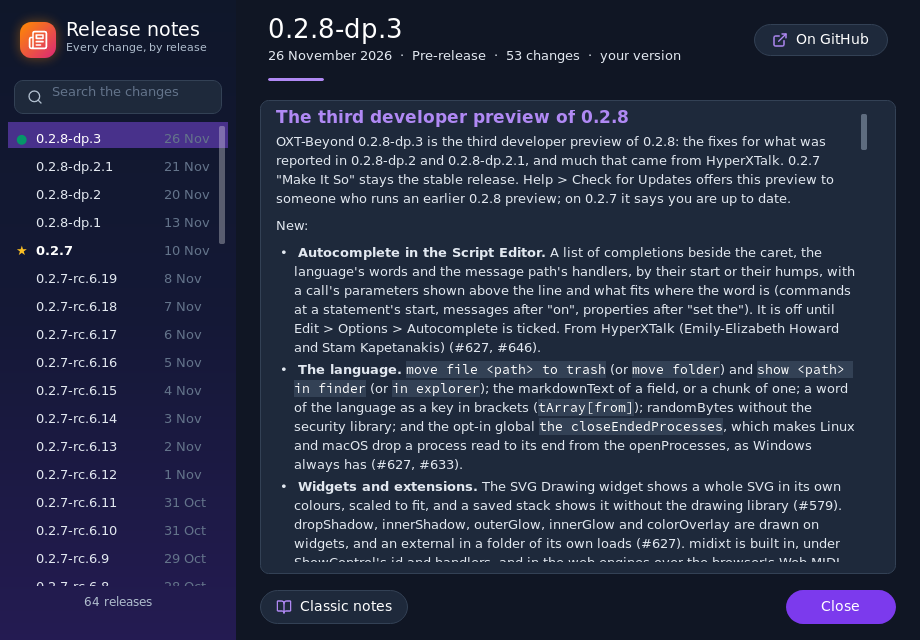 Release notes
Every change, by release
Search the changes
0.2.8-dp.3 26 Nov
0.2.8-dp.2.1 21 Nov
0.2.8-dp.2 20 Nov
0.2.8-dp.1 13 Nov
★ 0.2.7 10 Nov
0.2.7-rc.6.19 8 Nov
0.2.7-rc.6.18 7 Nov
0.2.7-rc.6.17 6 Nov
0.2.7-rc.6.16 5 Nov
0.2.7-rc.6.15 4 Nov
0.2.7-rc.6.14 3 Nov
0.2.7-rc.6.13 2 Nov
0.2.7-rc.6.12 1 Nov
0.2.7-rc.6.11 31 Oct
0.2.7-rc.6.10 31 Oct
0.2.7-rc.6.9 29 Oct
0.2.7-rc.6.8 28 Oct
64 releases
0.2.8-dp.3
26 November 2026 · Pre-release · 53 changes · your version
On GitHub
The third developer preview of 0.2.8
OXT-Beyond 0.2.8-dp.3 is the third developer preview of 0.2.8: the fixes for what was
reported in 0.2.8-dp.2 and 0.2.8-dp.2.1, and much that came from HyperXTalk. 0.2.7
"Make It So" stays the stable release. Help > Check for Updates offers this preview to
someone who runs an earlier 0.2.8 preview; on 0.2.7 it says you are up to date.
New:
• Autocomplete in the Script Editor. A list of completions beside the caret, the
language's words and the message path's handlers, by their start or their humps, with
a call's parameters shown above the line and what fits where the word is (commands
at a statement's start, messages after "on", properties after "set the"). It is off until
Edit > Options > Autocomplete is ticked. From HyperXTalk (Emily-Elizabeth Howard
and Stam Kapetanakis) (#627, #646).
• The language. move file <path> to trash (or move folder) and show <path>
in finder (or in explorer); the markdownText of a field, or a chunk of one; a word
of the language as a key in brackets (tArray[from]); randomBytes without the
security library; and the opt-in global the closeEndedProcesses, which makes Linux
and macOS drop a process read to its end from the openProcesses, as Windows
always has (#627, #633).
• Widgets and extensions. The SVG Drawing widget shows a whole SVG in its own
colours, scaled to fit, and a saved stack shows it without the drawing library (#579).
dropShadow, innerShadow, outerGlow, innerGlow and colorOverlay are drawn on
widgets, and an external in a folder of its own loads (#627). midixt is built in, under
ShowControl's id and handlers, and in the web engines over the browser's Web MIDI
Classic notes
Close